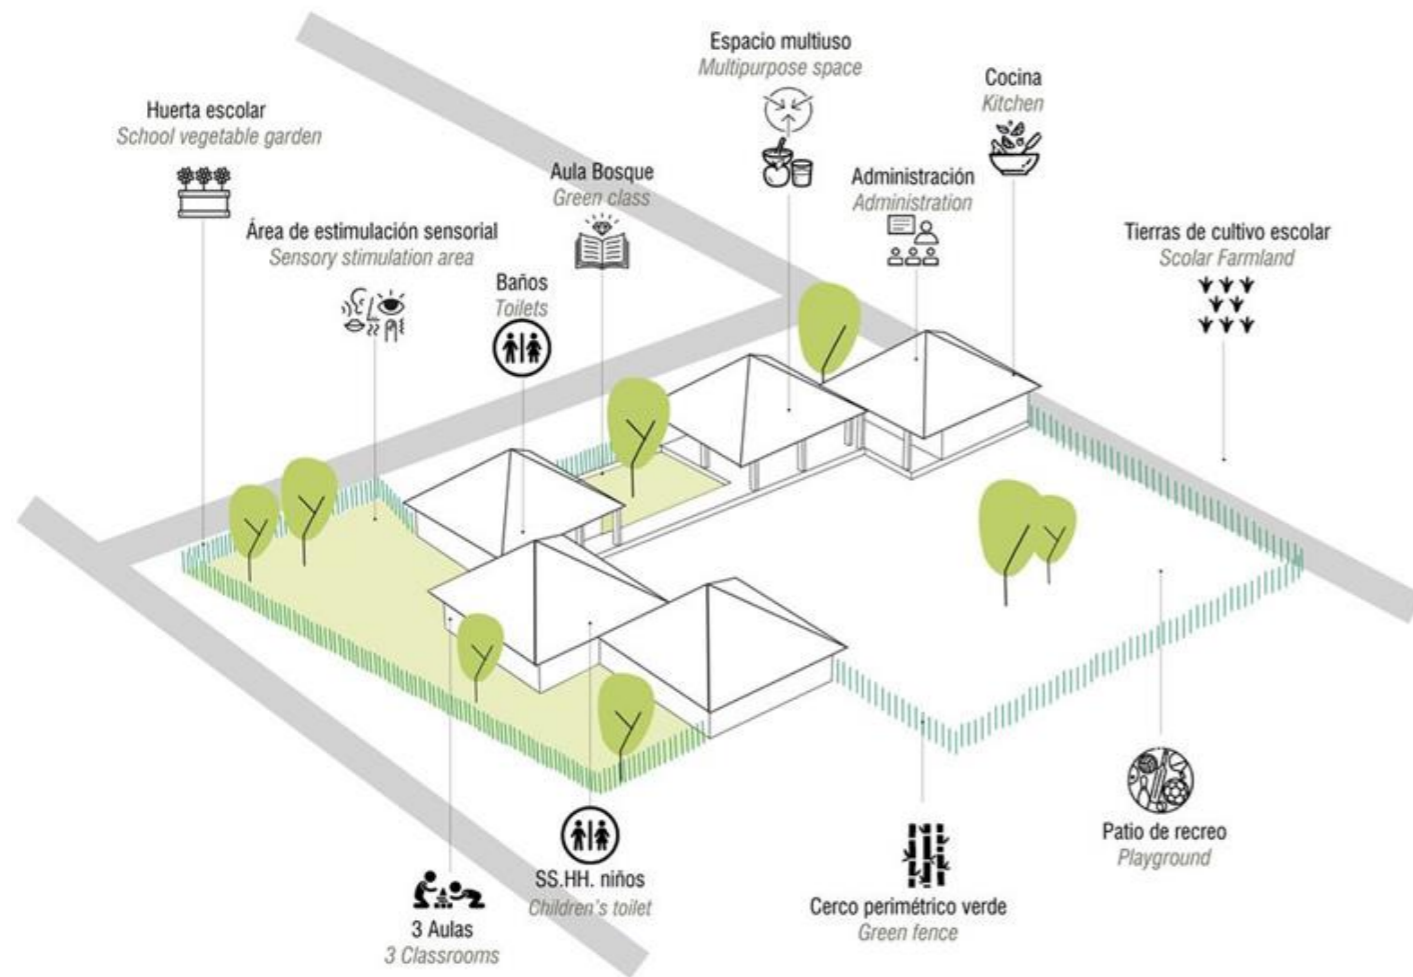 Espacio multiuso
Multipurpose space
Cocina
Kitchen
Huerta escolar
School vegetable garden
Aula Bosque
Green class
Administración
Administration
Área de estimulación sensorial
Sensory stimulation area
Tierras de cultivo escolar
Scolar Farmland
Baños
Toilets
Patio de recreo
Playground
SS.HH. niños
Children's toilet
Cerco perimétrico verde
Green fence
3 Aulas
3 Classrooms